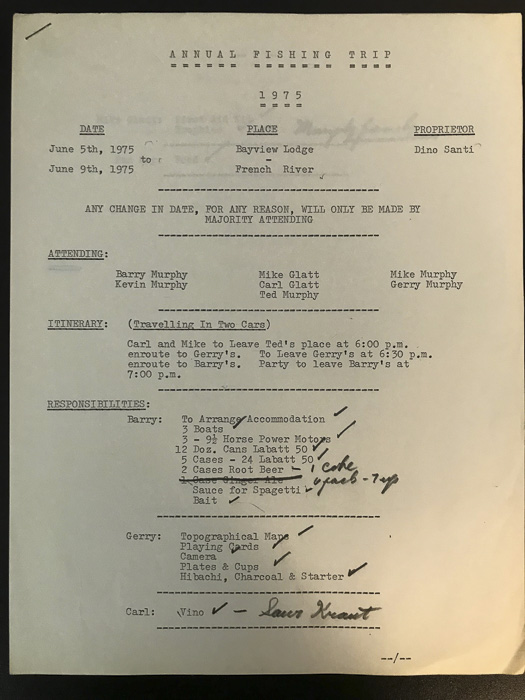 ANNUAL FISHING TRIP
1975
DATE PLACE PROPRIETOR
June 5th, 1975 Bayview Lodge Dino Santi
to -
June 9th, 1975 French River
ANY CHANGE IN DATE, FOR ANY REASON, WILL ONLY BE MADE BY
MAJORITY ATTENDING
ATTENDING:
Barry Murphy Mike Glatt Mike Murphy
Kevin Murphy Carl Glatt Gerry Murphy
Ted Murphy
ITINERARY: (Travelling In Two Cars)
Carl and Mike to Leave Ted's place at 6:00 p.m.
enroute to Gerry's. To Leave Gerry's at 6:30 p.m.
enroute to Barry's. Party to leave Barry's at
7:00 p.m.
RESPONSIBILITIES:
Barry: To Arrange Accommodation
3 Boats
3 - 9½ Horse Power Motors
12 Doz. Cans Labatt 50
5 Cases - 24 Labatt 50
2 Cases Root Beer - 1 coke
1 Case Ginger Ale 6 pack - 7up
Sauce for Spagetti
Bait
Gerry: Topographical Maps
Playing Cards
Camera
Plates & Cups
Hibachi, Charcoal & Starter
Carl: Vino - Saur Kraut
--/--